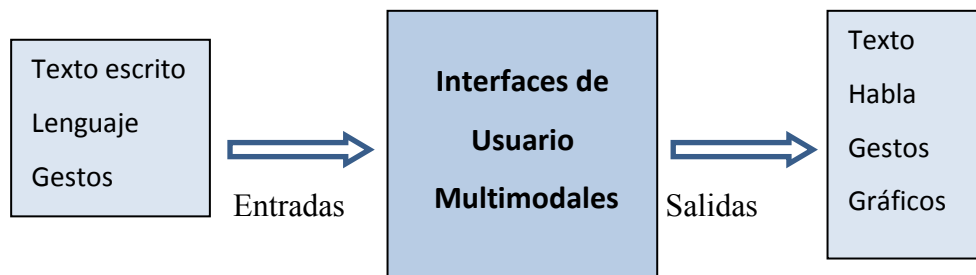 Texto escrito
Lenguaje
Gestos
Entradas
Interfaces de
Usuario
Multimodales
Salidas
Texto
Habla
Gestos
Gráficos